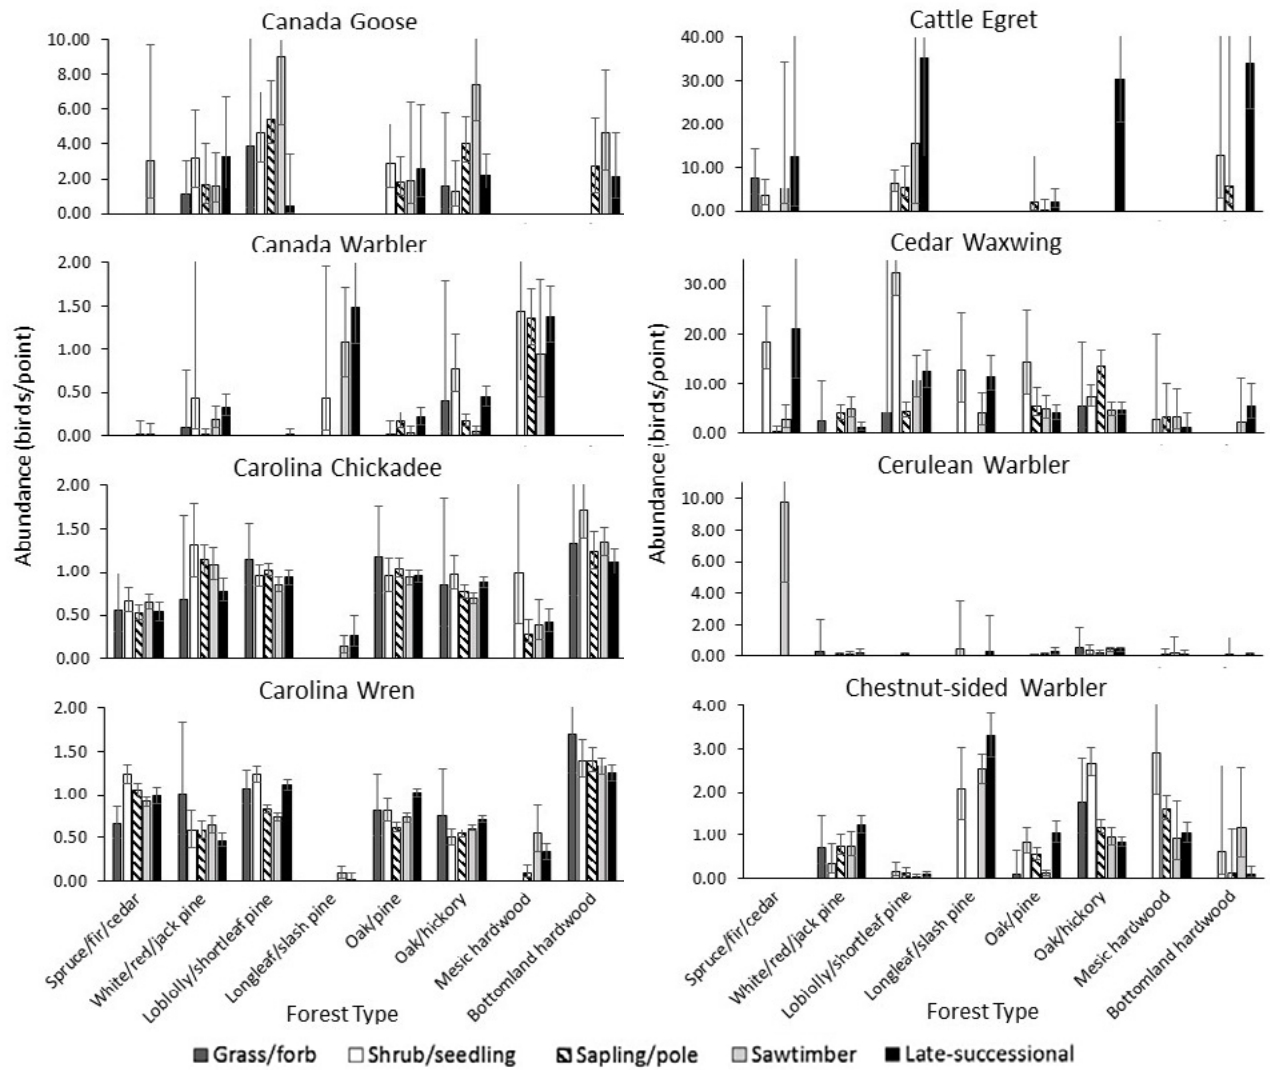 Canada Goose
10.00
8.00
6.00
4.00
2.00
0.00
Cattle Egret
40.00
30.00
20.00
10.00
0.00
Canada Warbler
2.00
1.50
1.00
0.50
0.00
Cedar Waxwing
30.00
20.00
10.00
0.00
Carolina Chickadee
2.00
1.50
1.00
0.50
0.00
Cerulean Warbler
10.00
8.00
6.00
4.00
2.00
0.00
Carolina Wren
2.00
1.50
1.00
0.50
0.00
Chestnut-sided Warbler
4.00
3.00
2.00
1.00
0.00
Abundance (birds/point)
Abundance (birds/point)
Spruce/fir/cedar
White/red/jack pine
Loblolly/shortleaf pine
Longleaf/slash pine
Oak/pine
Oak/hickory
Mesic hardwood
Bottomland hardwood
Forest Type
Spruce/fir/cedar
White/red/jack pine
Loblolly/shortleaf pine
Longleaf/slash pine
Oak/pine
Oak/hickory
Mesic hardwood
Bottomland hardwood
Forest Type
Grass/forb Shrub/seedling Sapling/pole Sawtimber Late-successional